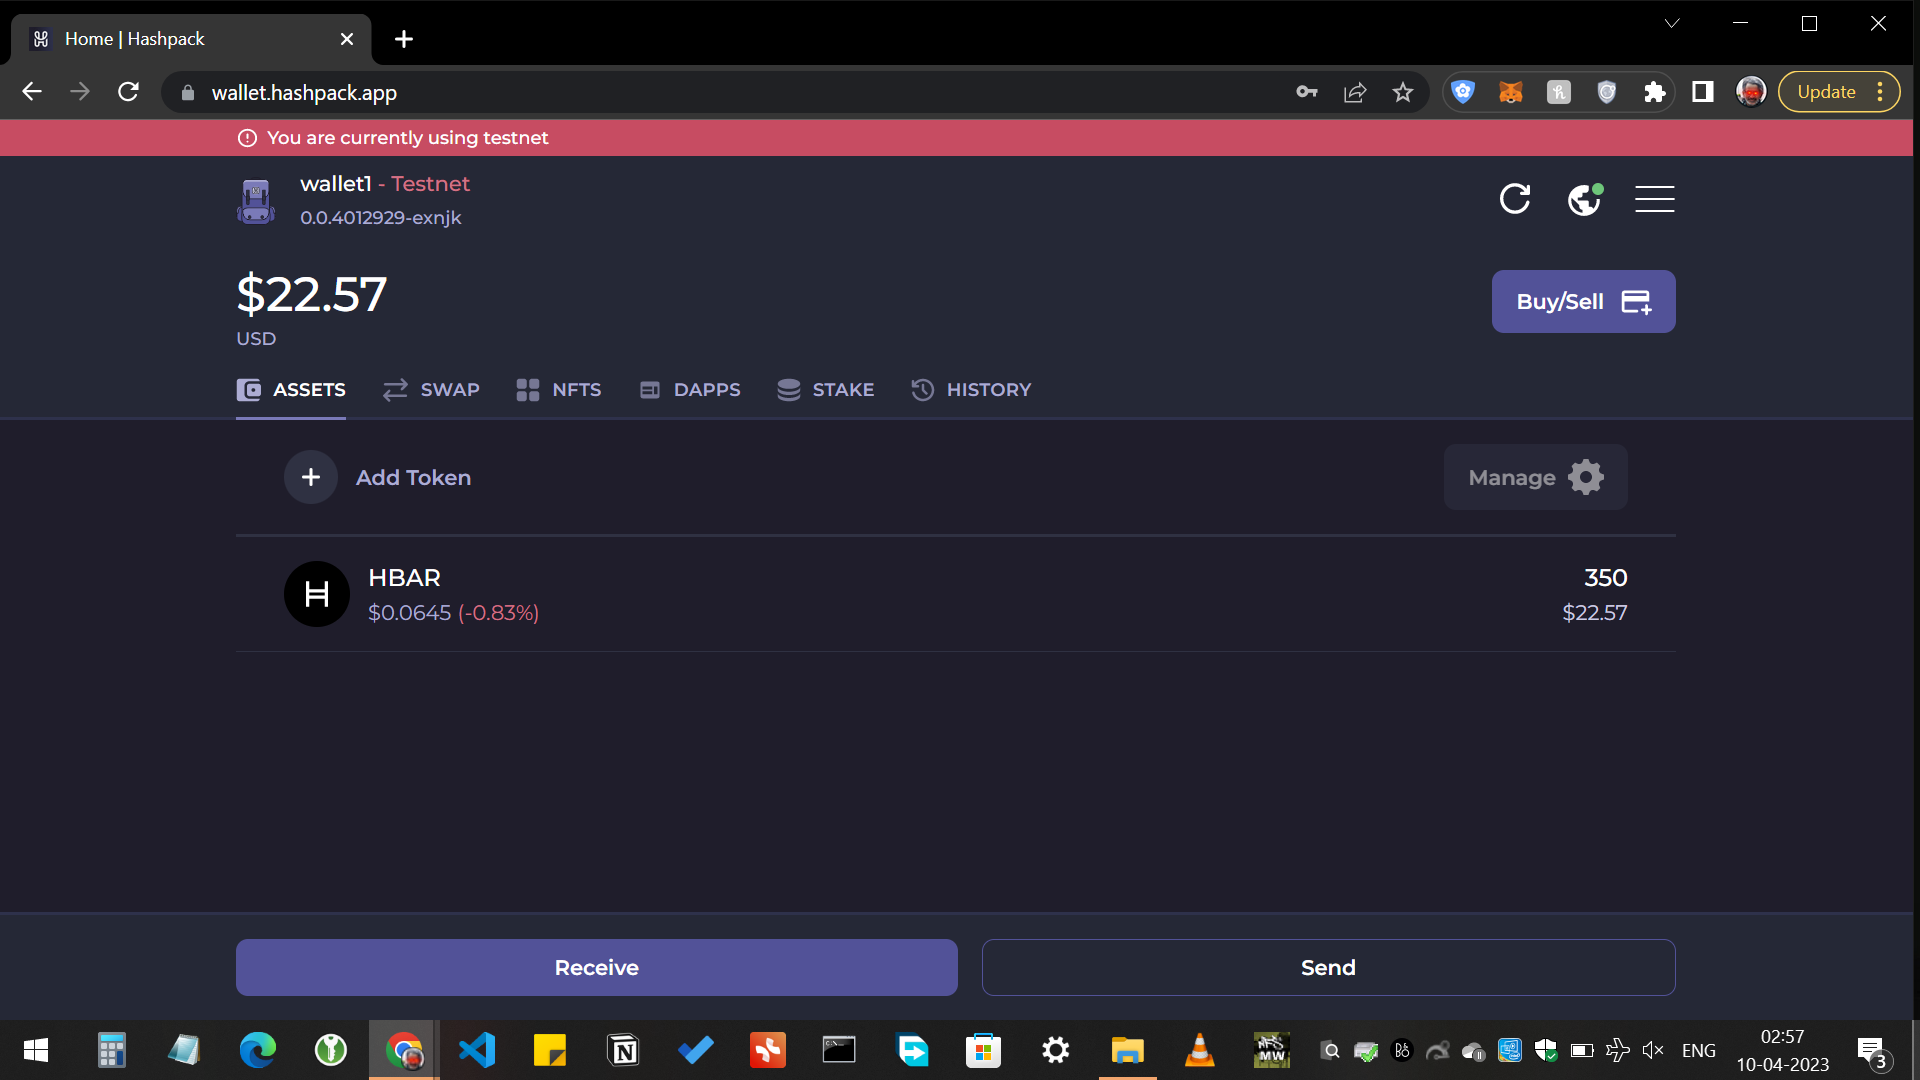 Home | Hashpack
wallet.hashpack.app
Update
You are currently using testnet
wallet1 - Testnet
0.0.4012929-exnjk
$22.57
USD
Buy/Sell
ASSETS
SWAP
NFTS
DAPPS
STAKE
HISTORY
Add Token
Manage
HBAR
350
$0.0645 (-0.83%)
$22.57
Receive
Send
ENG
02:57
10-04-2023
3